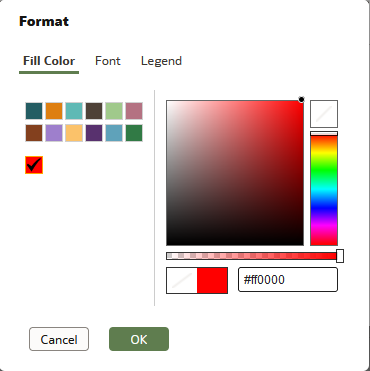 Format
Fill Color Font Legend
#ff0000
Cancel OK